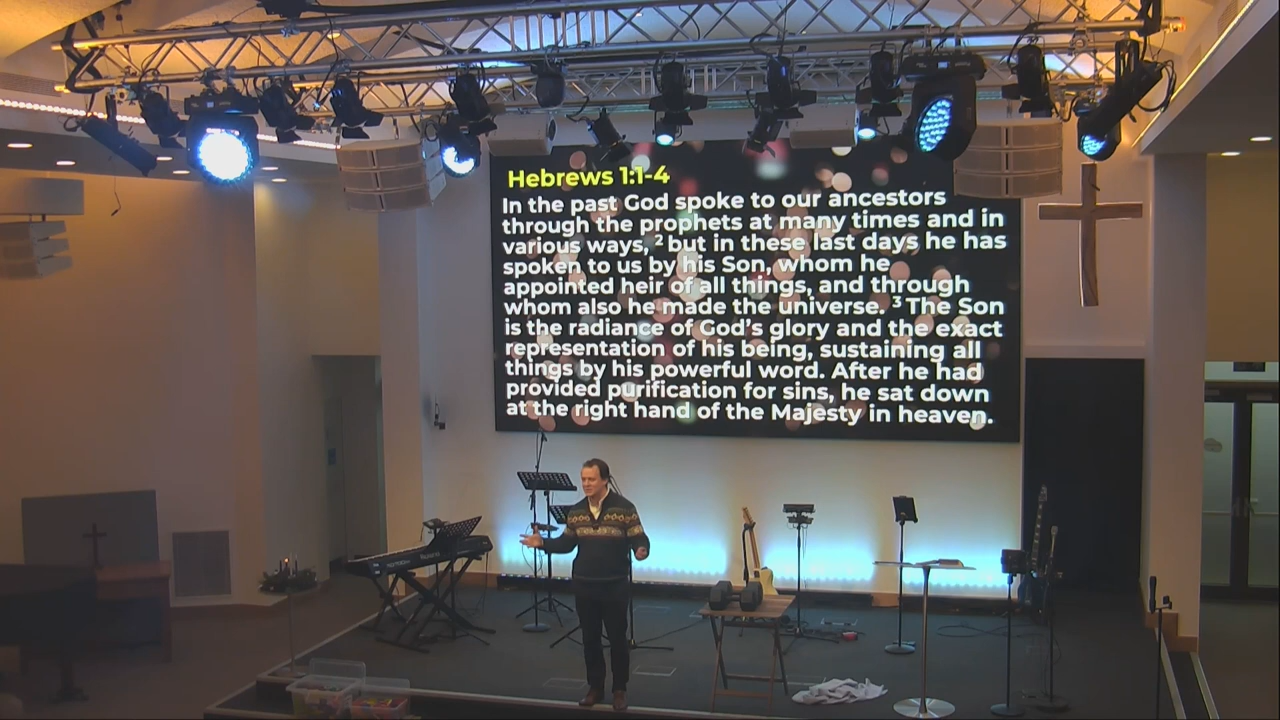 Hebrews 1:1-4
In the past God spoke to our ancestors
through the prophets at many times and in
various ways, ² but in these last days he has
spoken to us by his Son, whom he
appointed heir of all things, and through
whom also he made the universe. ³ The Son
is the radiance of God's glory and the exact
representation of his being, sustaining all
things by his powerful word. After he had
provided purification for sins, he sat down
at the right hand of the Majesty in heaven.